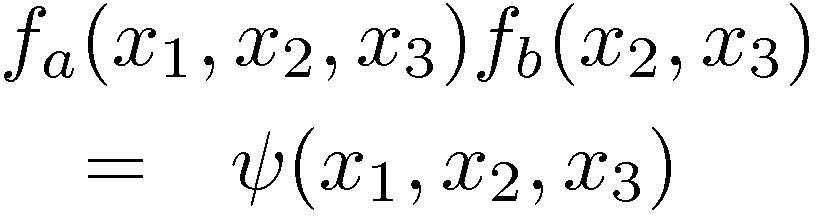 f_a(x_1, x_2, x_3)f_b(x_2, x_3)
= ψ(x_1, x_2, x_3)